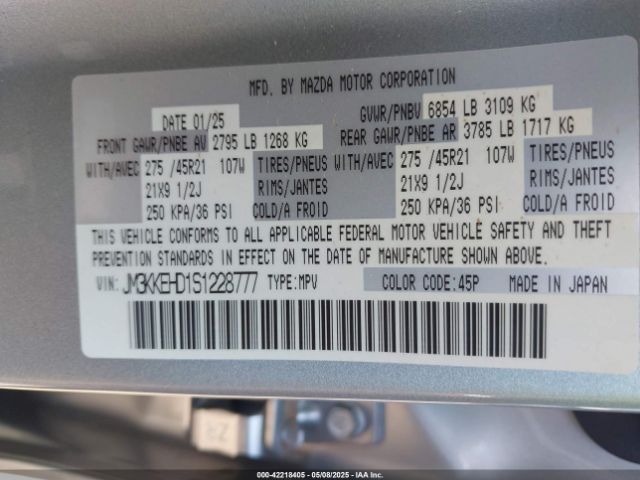 MFD. BY MAZDA MOTOR CORPORATION
DATE 01/25 GVWR/PNBV 6854 LB 3109 KG
FRONT GAWR/PNBE AV 2795 LB 1268 KG REAR GAWR/PNBE AR 3785 LB 1717 KG
WITH/AVEC 275 /45R21 107W TIRES/PNEUS WITH/AVEC 275 /45R21 107W TIRES/PNEUS
21X9 1/2J RIMS/JANTES 21X9 1/2J RIMS/JANTES
250 KPA/36 PSI COLD/A FROID 250 KPA/36 PSI COLD/A FROID
THIS VEHICLE CONFORMS TO ALL APPLICABLE FEDERAL MOTOR VEHICLE SAFETY AND THEFT
PREVENTION STANDARDS IN EFFECT ON THE DATE OF MANUFACTURE SHOWN ABOVE.
VIN: JM3KKEHD1S1228777 TYPE:MPV COLOR CODE:45P MADE IN JAPAN
000-42218405 05/08/2025 IMPACT AUTO AUCTIONS LTD.